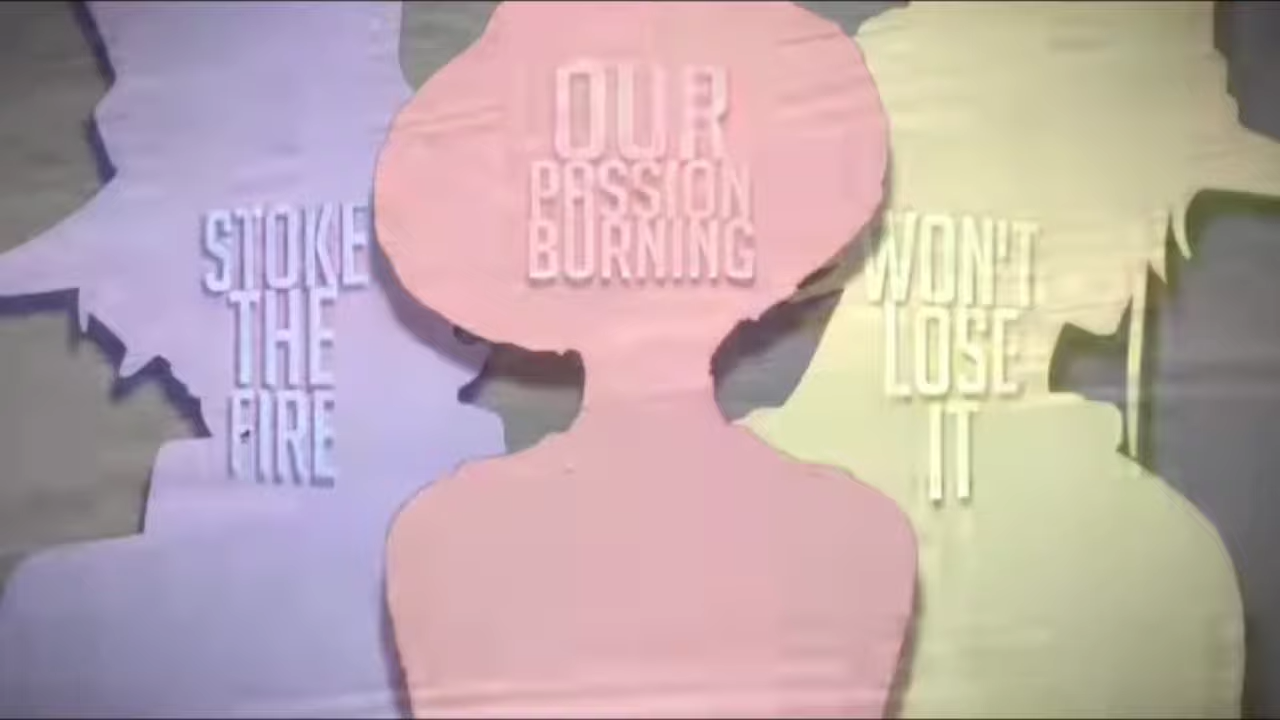 STOKE
THE
FIRE
OUR
PASSION
BURNING
WON'T
LOSE
IT